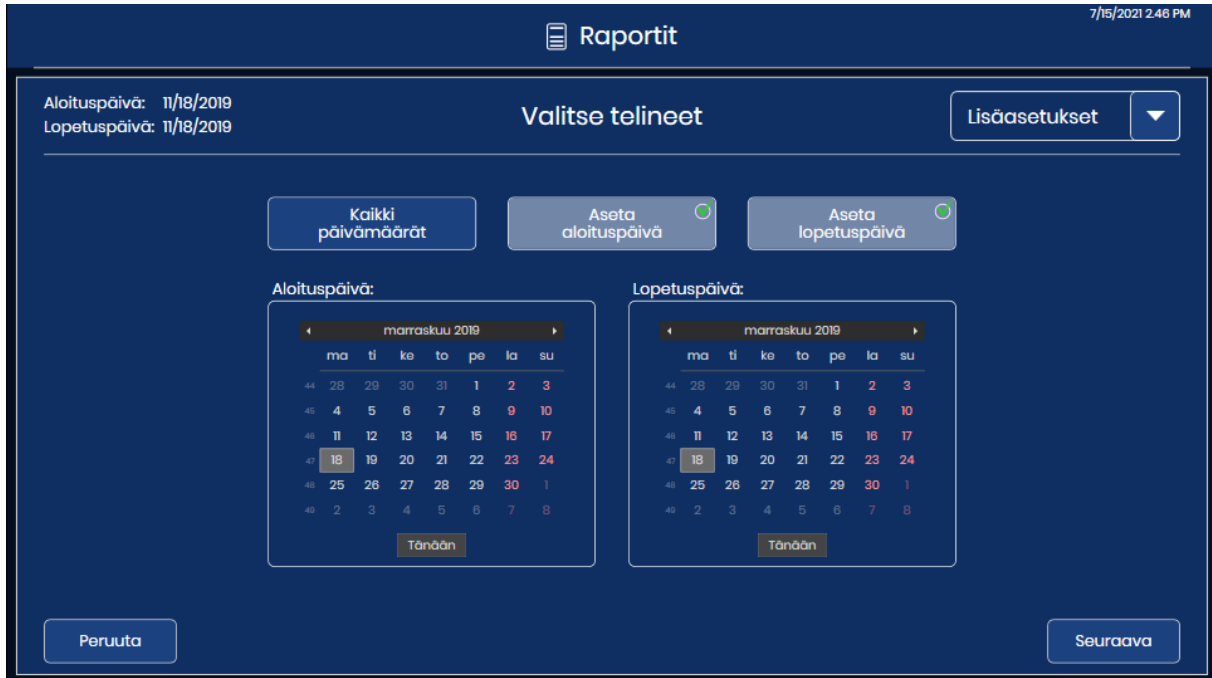 7/15/2021 2.46 PM
Raportit
Aloituspäivä: 11/18/2019
Lopetuspäivä: 11/18/2019
Valitse telineet
Lisäasetukset
Kaikki
päivämäärät
Aseta
aloituspäivä
Aseta
lopetuspäivä
Aloituspäivä:
marraskuu 2019
ma ti ke to pe la su
44 28 29 30 31 1 2 3
45 4 5 6 7 8 9 10
46 11 12 13 14 15 16 17
47 18 19 20 21 22 23 24
48 25 26 27 28 29 30 1
49 2 3 4 5 6 7 8
Tänään
Lopetuspäivä:
marraskuu 2019
ma ti ke to pe la su
44 28 29 30 31 1 2 3
45 4 5 6 7 8 9 10
46 11 12 13 14 15 16 17
47 18 19 20 21 22 23 24
48 25 26 27 28 29 30 1
49 2 3 4 5 6 7 8
Tänään
Peruuta
Seuraava